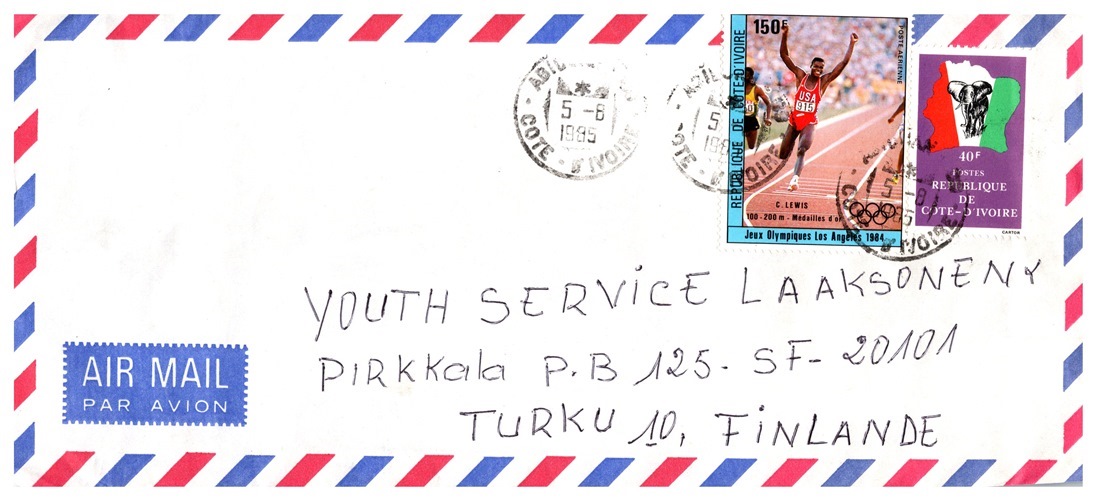 150F
POSTE AERIENNE
REPUBLIQUE DE COTE-D'IVOIRE
USA
915
C. LEWIS
100-200 m - Médailles d'or
Jeux Olympiques Los Angeles 1984
40F
POSTES
REPUBLIQUE
DE
COTE-D'IVOIRE
CARTOR
5-8
1985
COTE-D'IVOIRE
YOUTH SERVICE LAAKSONEN Y
PIRKKala P.B 125- SF- 20101
TURKU 10, FINLANDE
AIR MAIL
PAR AVION